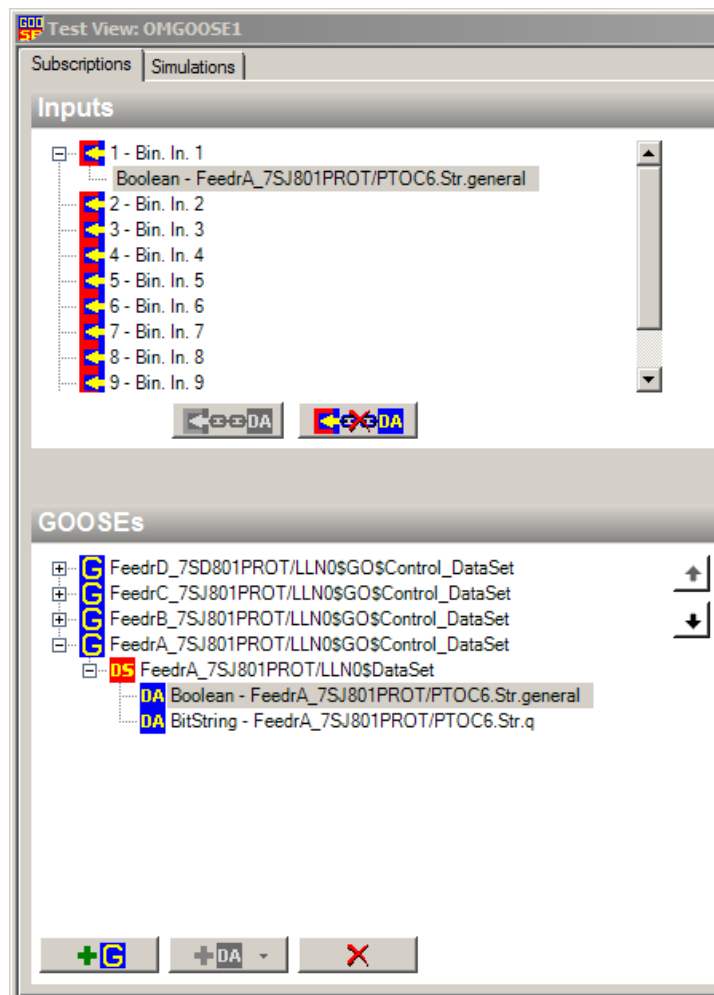 GOO
SE Test View: OMGOOSE1
Subscriptions Simulations
Inputs
1 - Bin. In. 1
Boolean - FeedrA_7SJ801PROT/PTOC6.Str.general
2 - Bin. In. 2
3 - Bin. In. 3
4 - Bin. In. 4
5 - Bin. In. 5
6 - Bin. In. 6
7 - Bin. In. 7
8 - Bin. In. 8
9 - Bin. In. 9
DA DA
GOOSEs
G FeedrD_7SD801PROT/LLN0$GO$Control_DataSet
G FeedrC_7SJ801PROT/LLN0$GO$Control_DataSet
G FeedrB_7SJ801PROT/LLN0$GO$Control_DataSet
G FeedrA_7SJ801PROT/LLN0$GO$Control_DataSet
DS FeedrA_7SJ801PROT/LLN0$DataSet
DA Boolean - FeedrA_7SJ801PROT/PTOC6.Str.general
DA BitString - FeedrA_7SJ801PROT/PTOC6.Str.q
+G +DA